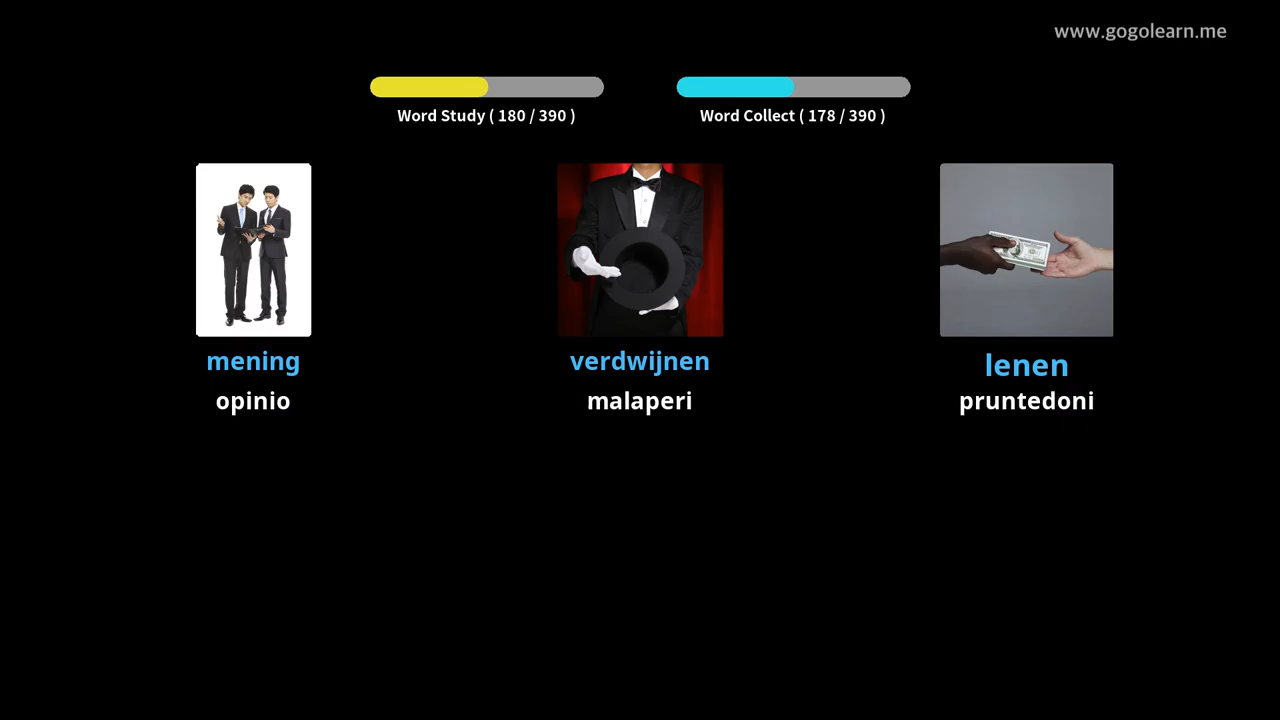 www.gogolearn.me
Word Study ( 180 / 390 )
Word Collect ( 178 / 390 )
mening
opinio
verdwijnen
malaperi
lenen
pruntedoni